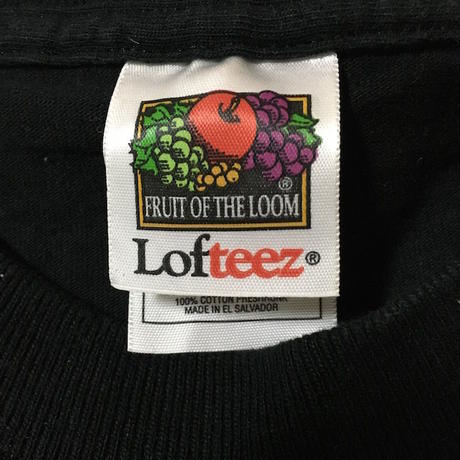 ®
FRUIT OF THE LOOM
Lofteez®
100% COTTON PRESHRUNK
MADE IN EL SALVADOR